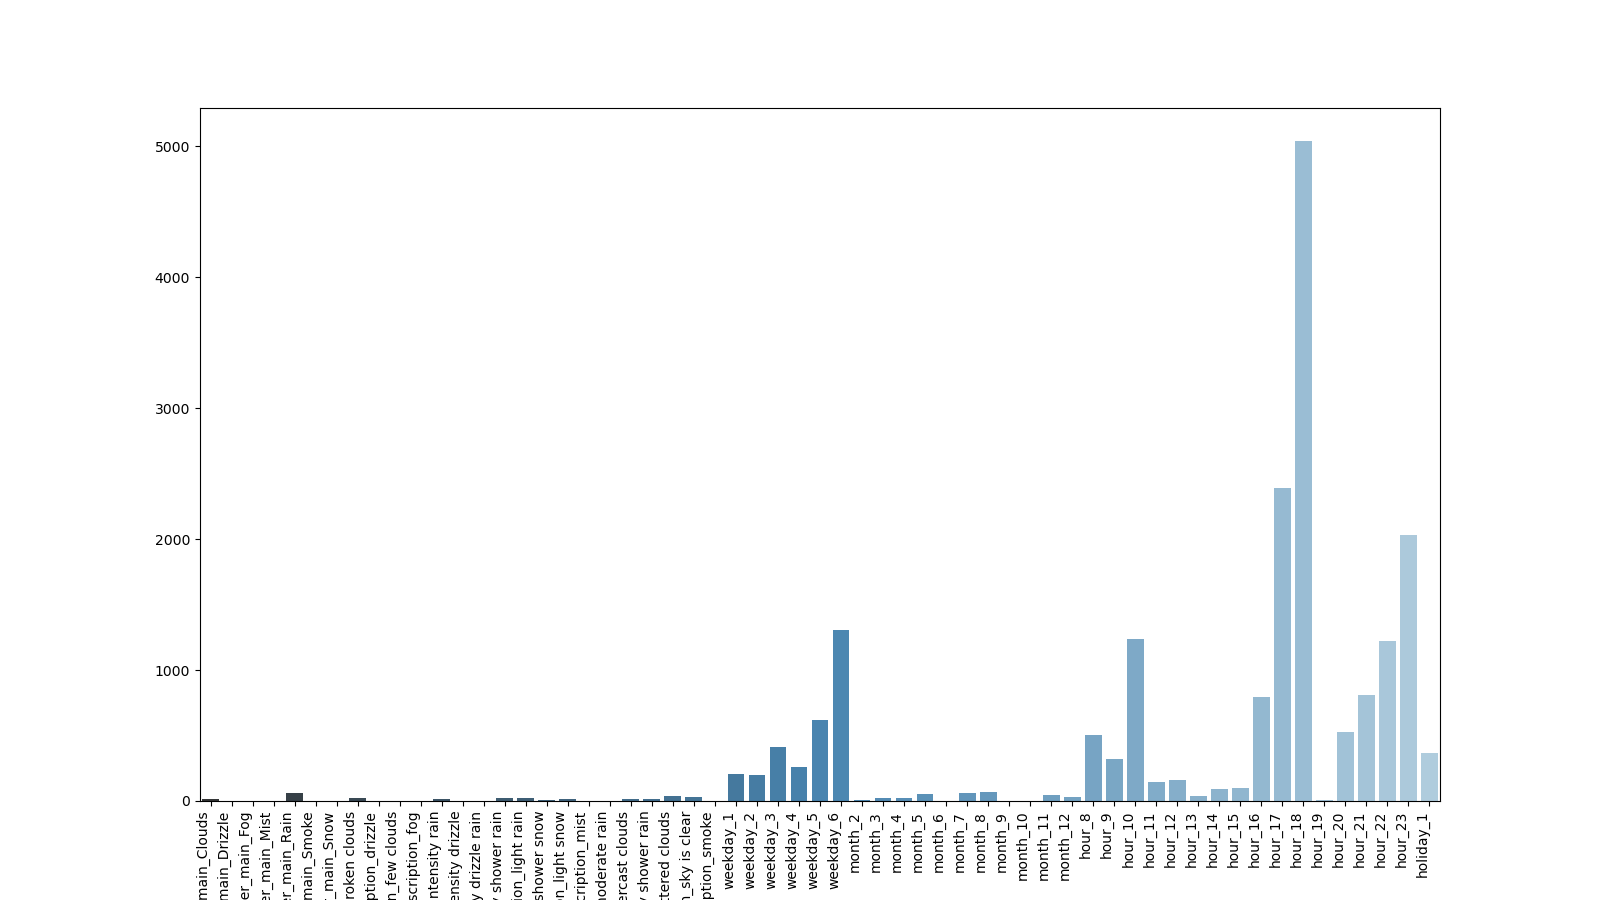 5000
4000
3000
2000
1000
0
main_Clouds
main_Drizzle
er_main_Fog
er_main_Mist
er_main_Rain
main_Smoke
_main_Snow
roken clouds
ption_drizzle
n_few clouds
scription_fog
ntensity rain
ensity drizzle
y drizzle rain
shower rain
ion_light rain
shower snow
on_light snow
cription_mist
noderate rain
ercast clouds
shower rain
ttered clouds
n_sky is clear
ption_smoke
weekday_1
weekday_2
weekday_3
weekday_4
weekday_5
weekday_6
month_2
month_3
month_4
month_5
month_6
month_7
month_8
month_9
month_10
month_11
month_12
hour_8
hour_9
hour_10
hour_11
hour_12
hour_13
hour_14
hour_15
hour_16
hour_17
hour_18
hour_19
hour_20
hour_21
hour_22
hour_23
holiday_1